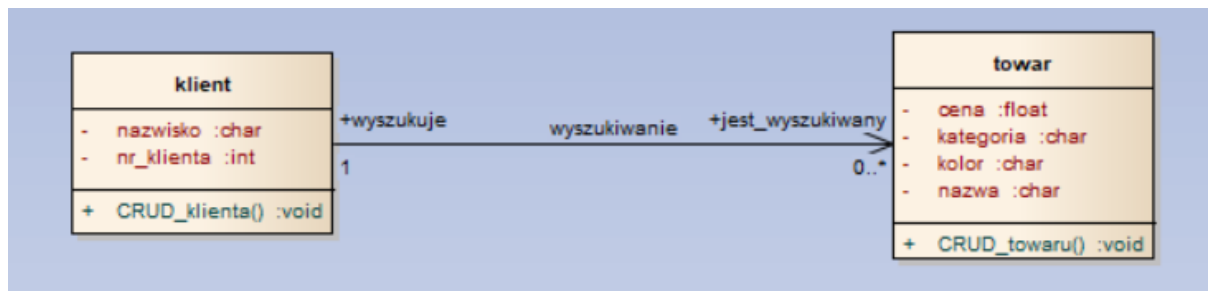 klient
- nazwisko :char
- nr_klienta :int
+ CRUD_klienta() :void
+wyszukuje
1
wyszukiwanie
+jest_wyszukiwany
0..*
towar
- cena :float
- kategoria :char
- kolor :char
- nazwa :char
+ CRUD_towaru() :void